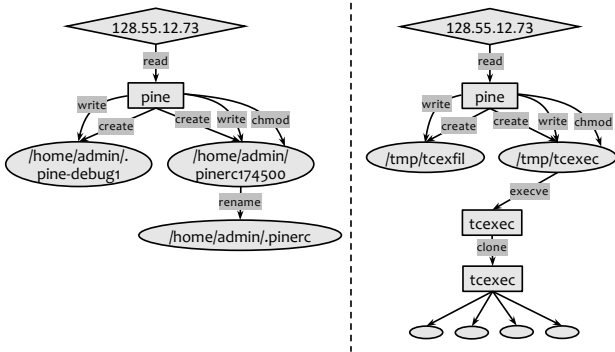 128.55.12.73
read
pine
write
create
create
write
chmod
/home/admin/.
pine-debug1
/home/admin/
pinerc174500
rename
/home/admin/.pinerc
128.55.12.73
read
pine
write
create
create
write
chmod
/tmp/tcexfil
/tmp/tcexec
execve
tcexec
clone
tcexec